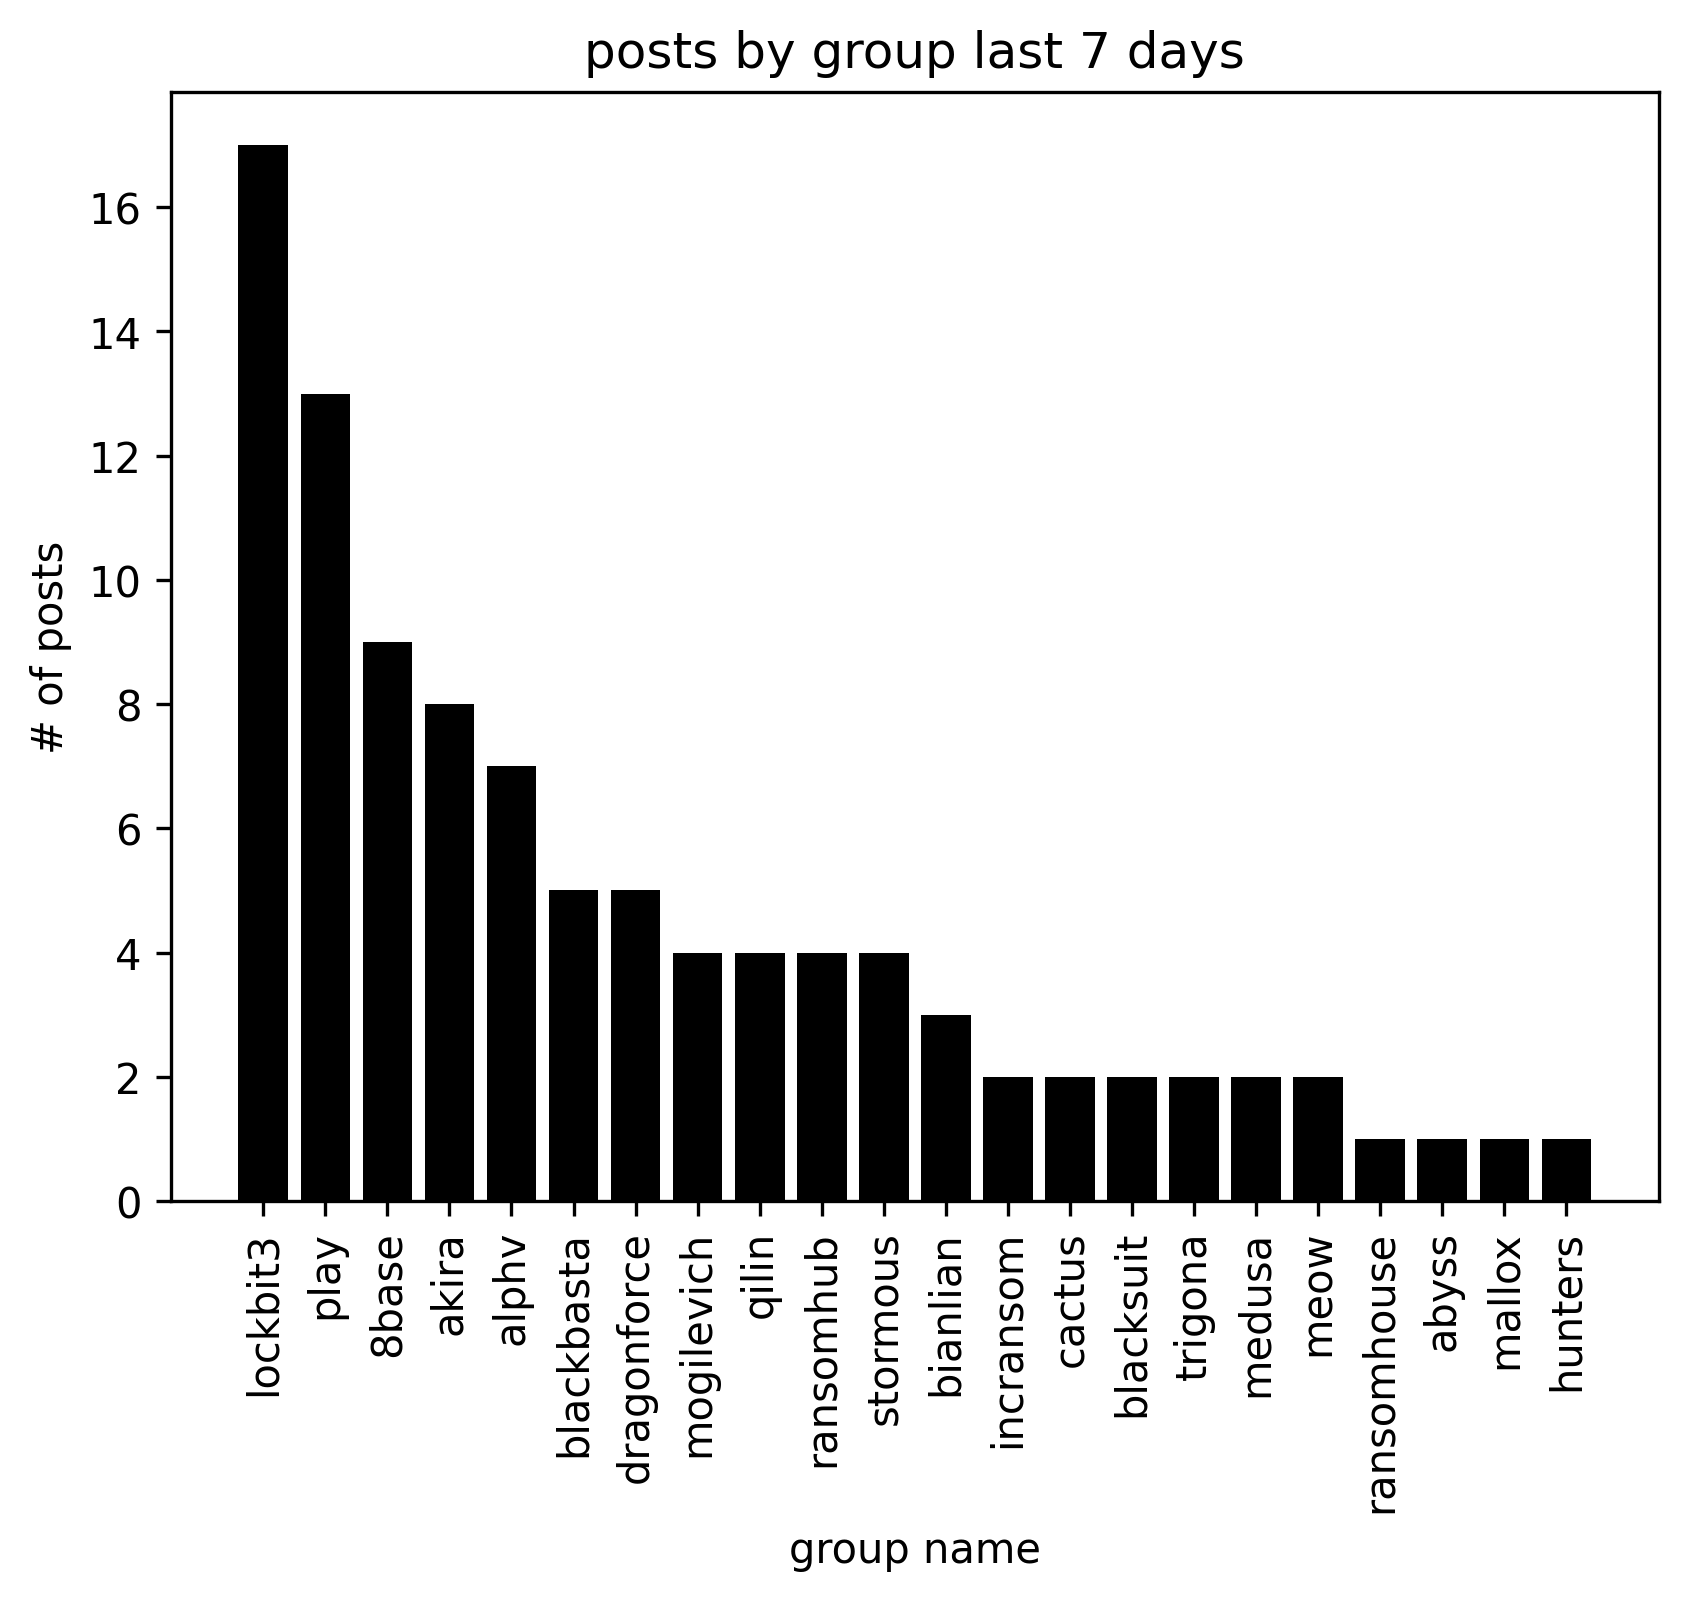 posts by group last 7 days
# of posts
16
14
12
10
8
6
4
2
0
lockbit3
play
8base
akira
alphv
blackbasta
dragonforce
mogilevich
qilin
ransomhub
stormous
bianlian
incransom
cactus
blacksuit
trigona
medusa
meow
ransomhouse
abyss
mallox
hunters
group name